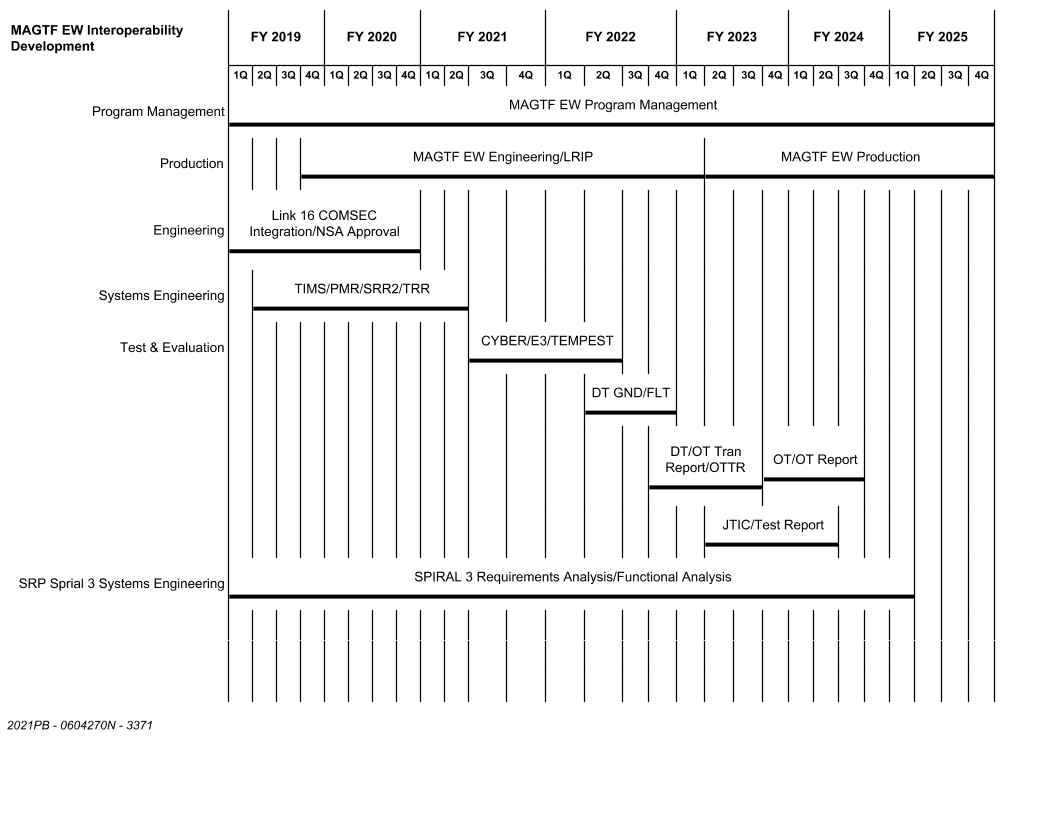 MAGTF EW Interoperability
Development
FY 2019 FY 2020 FY 2021 FY 2022 FY 2023 FY 2024 FY 2025
1Q 2Q 3Q 4Q 1Q 2Q 3Q 4Q 1Q 2Q 3Q 4Q 1Q 2Q 3Q 4Q 1Q 2Q 3Q 4Q 1Q 2Q 3Q 4Q 1Q 2Q 3Q 4Q
Program Management
MAGTF EW Program Management
Production
MAGTF EW Engineering/LRIP
MAGTF EW Production
Engineering
Link 16 COMSEC
Integration/NSA Approval
Systems Engineering
TIMS/PMR/SRR2/TRR
Test & Evaluation
CYBER/E3/TEMPEST
DT GND/FLT
DT/OT Tran
Report/OTTR
OT/OT Report
JTIC/Test Report
SRP Sprial 3 Systems Engineering
SPIRAL 3 Requirements Analysis/Functional Analysis
2021PB - 0604270N - 3371